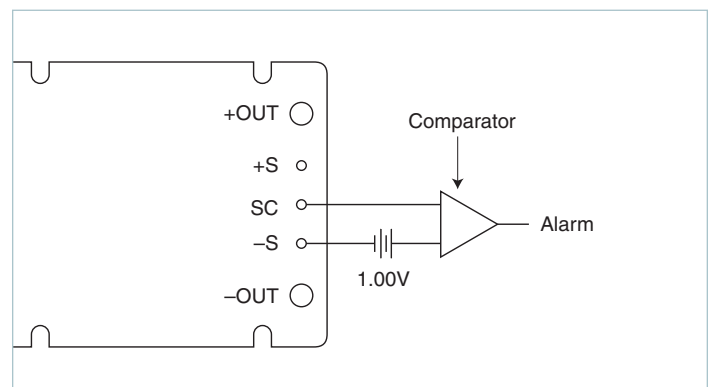 +OUT
Comparator
+S
SC
Alarm
–S
1.00V
–OUT